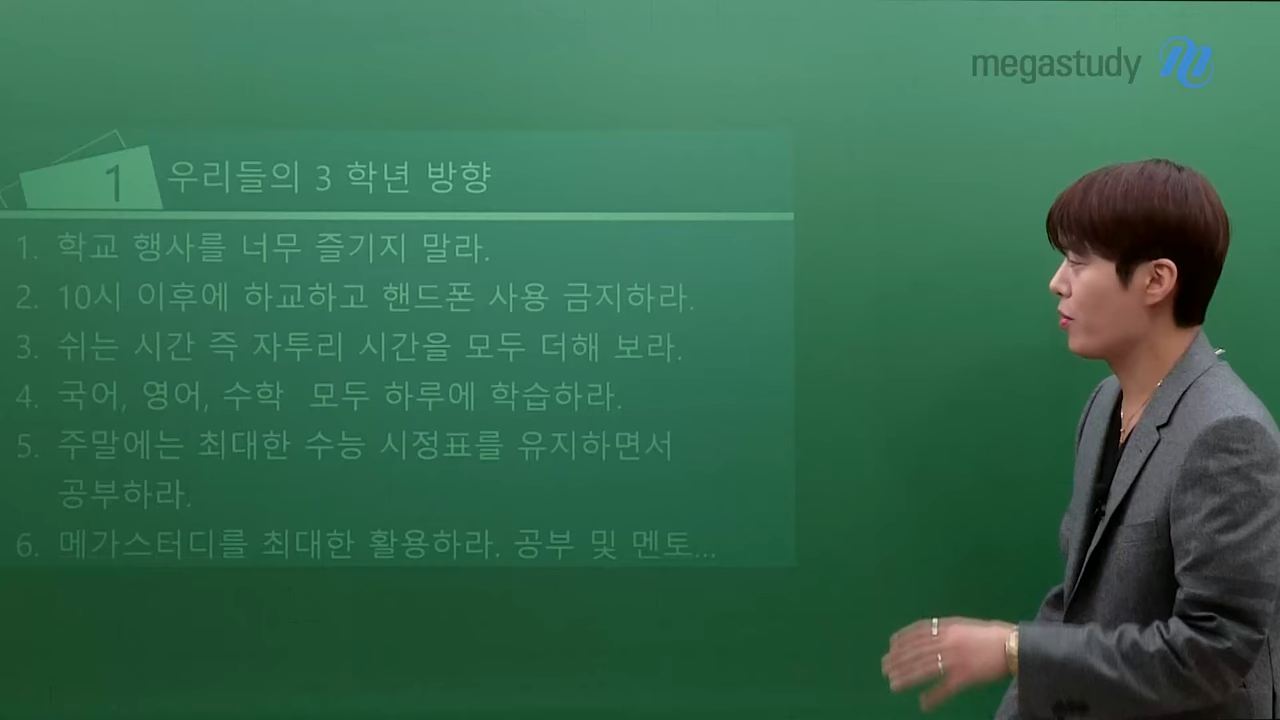 megastudy
1 우리들의 3 학년 방향
1. 학교 행사를 너무 즐기지 말라.
2. 10시 이후에 하교하고 핸드폰 사용 금지하라.
3. 쉬는 시간 즉 자투리 시간을 모두 더해 보라.
4. 국어, 영어, 수학 모두 하루에 학습하라.
5. 주말에는 최대한 수능 시정표를 유지하면서
공부하라.
6. 메가스터디를 최대한 활용하라. 공부 및 멘토...